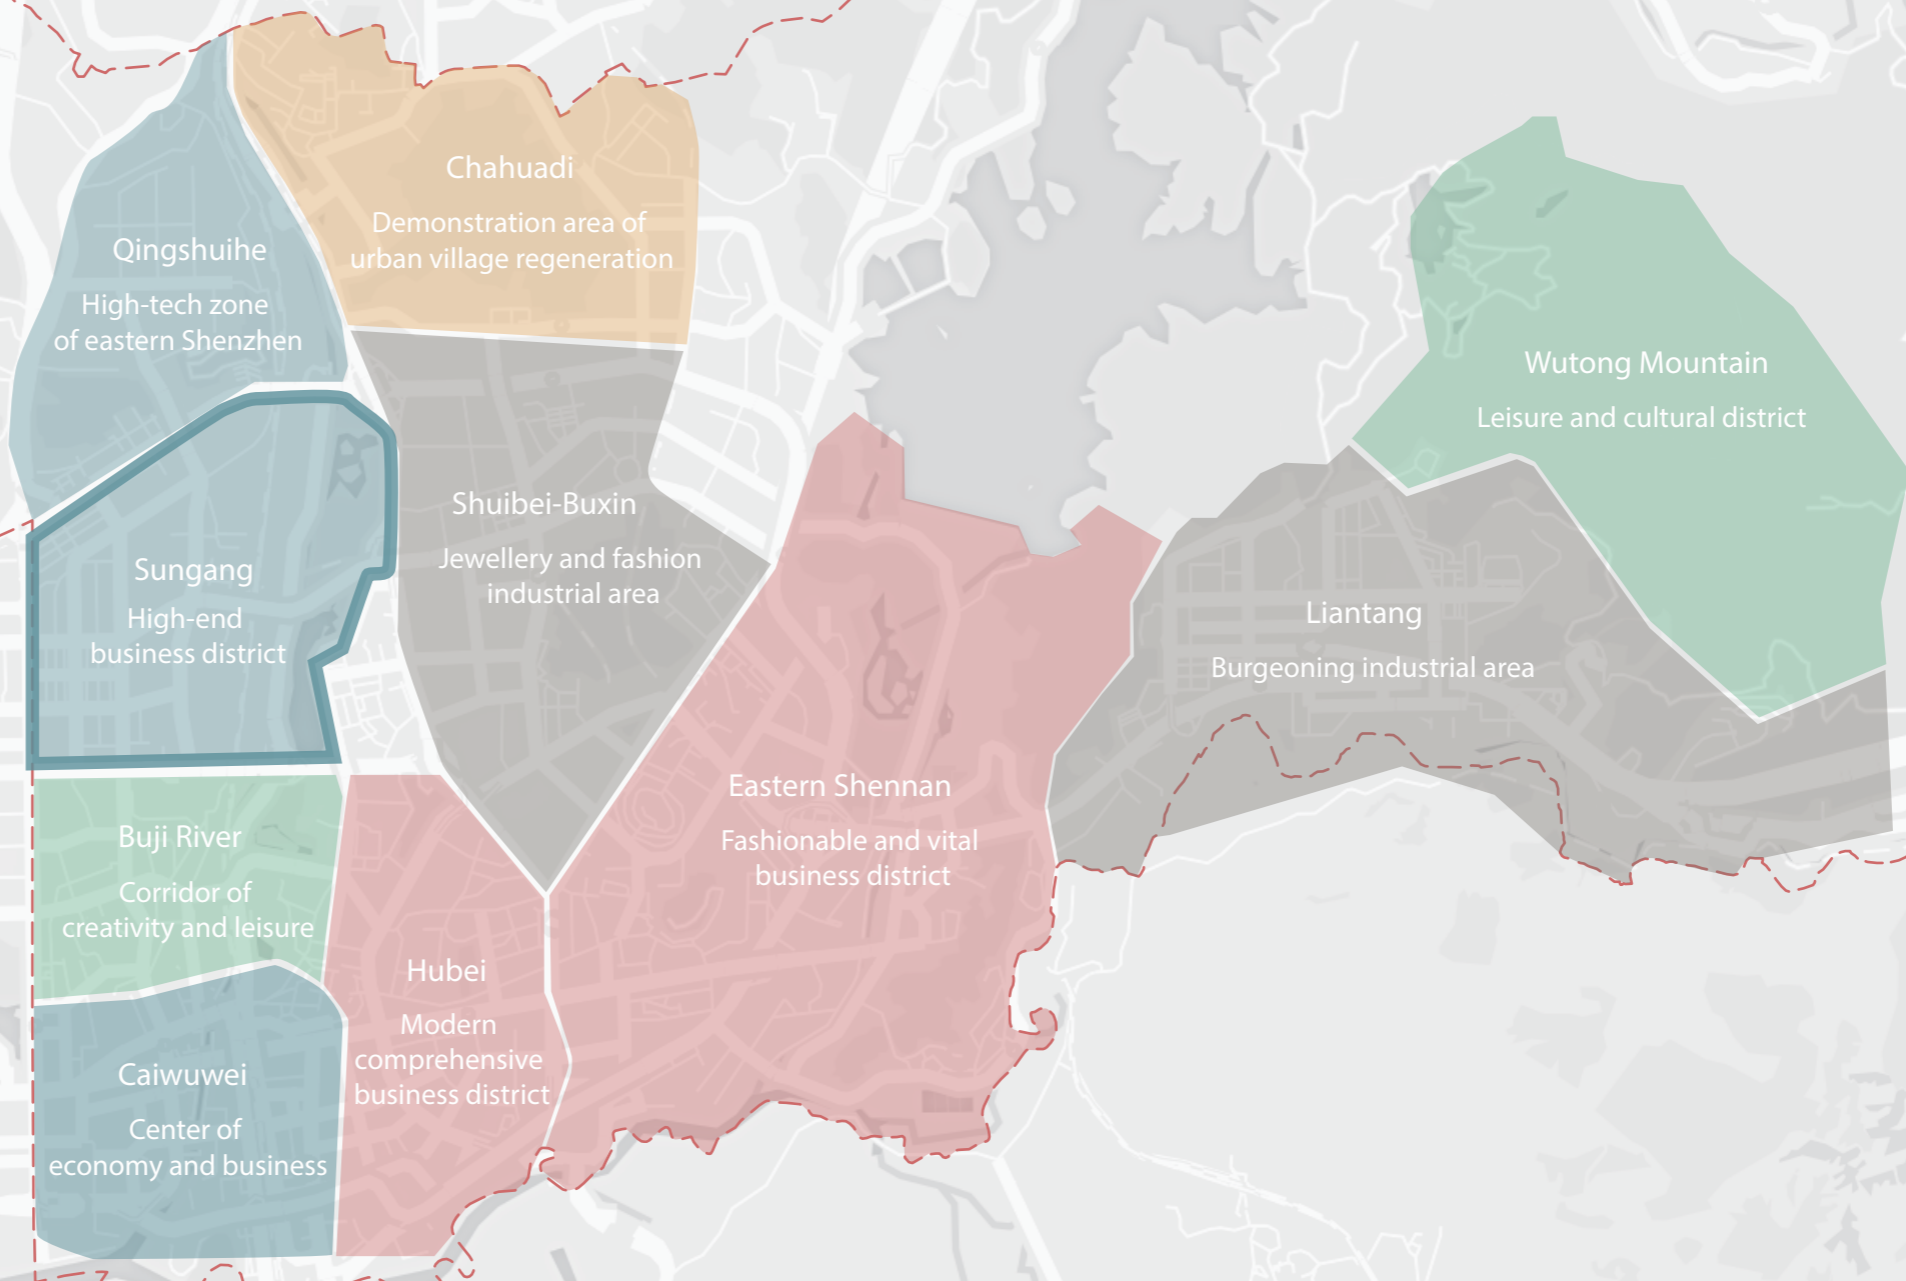 Chahuadi
Demonstration area of
urban village regeneration
Qingshuihe
High-tech zone
of eastern Shenzhen
Wutong Mountain
Leisure and cultural district
Shuibei-Buxin
Jewellery and fashion
industrial area
Sungang
High-end
business district
Liantang
Burgeoning industrial area
Eastern Shennan
Fashionable and vital
business district
Buji River
Corridor of
creativity and leisure
Hubei
Modern
comprehensive
business district
Caiwuwei
Center of
economy and business